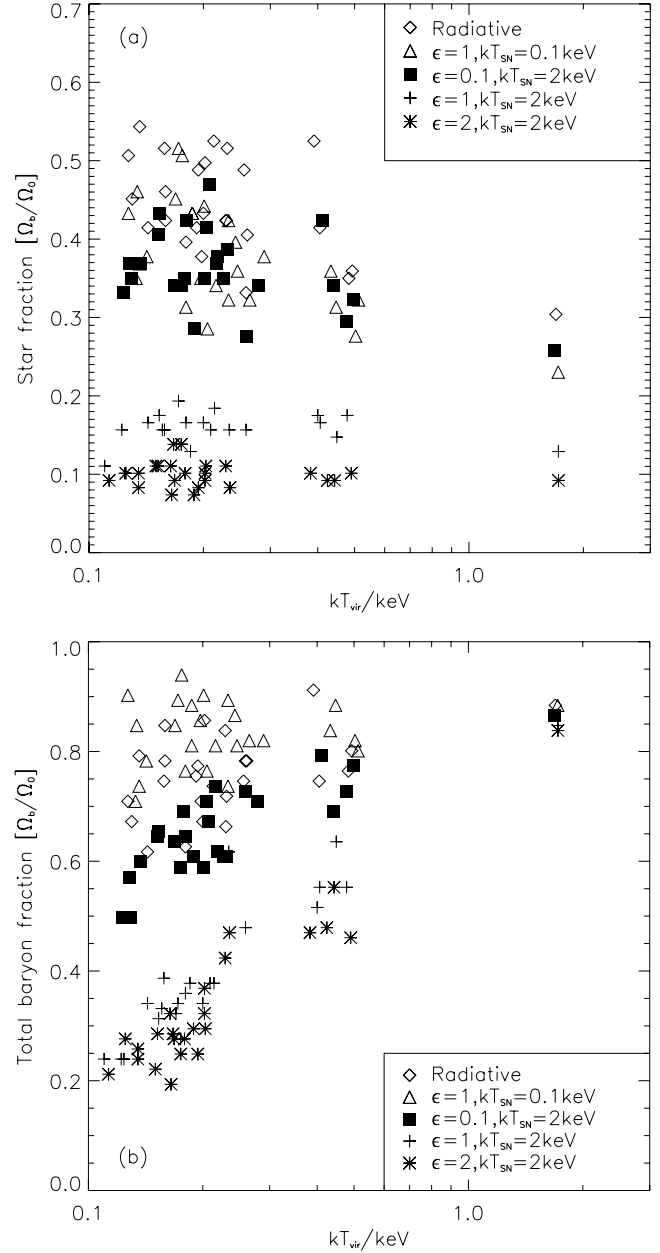 (a)
◇ Radiative
△ ϵ=1,kT_SN=0.1keV
■ ϵ=0.1,kT_SN=2keV
+ ϵ=1,kT_SN=2keV
✳ ϵ=2,kT_SN=2keV
Star fraction [Ω_b/Ω_0]
0.7
0.6
0.5
0.4
0.3
0.2
0.1
0.0
0.1 1.0
kT_vir/keV
Total baryon fraction [Ω_b/Ω_0]
1.0
0.8
0.6
0.4
0.2
0.0
(b)
◇ Radiative
△ ϵ=1,kT_SN=0.1keV
■ ϵ=0.1,kT_SN=2keV
+ ϵ=1,kT_SN=2keV
✳ ϵ=2,kT_SN=2keV
0.1 1.0
kT_vir/keV